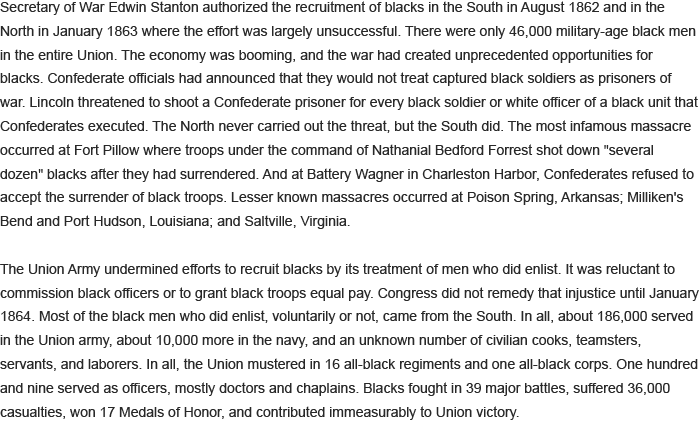 Secretary of War Edwin Stanton authorized the recruitment of blacks in the South in August 1862 and in the
North in January 1863 where the effort was largely unsuccessful. There were only 46,000 military-age black men
in the entire Union. The economy was booming, and the war had created unprecedented opportunities for
blacks. Confederate officials had announced that they would not treat captured black soldiers as prisoners of
war. Lincoln threatened to shoot a Confederate prisoner for every black soldier or white officer of a black unit that
Confederates executed. The North never carried out the threat, but the South did. The most infamous massacre
occurred at Fort Pillow where troops under the command of Nathanial Bedford Forrest shot down "several
dozen" blacks after they had surrendered. And at Battery Wagner in Charleston Harbor, Confederates refused to
accept the surrender of black troops. Lesser known massacres occurred at Poison Spring, Arkansas; Milliken's
Bend and Port Hudson, Louisiana; and Saltville, Virginia.

The Union Army undermined efforts to recruit blacks by its treatment of men who did enlist. It was reluctant to
commission black officers or to grant black troops equal pay. Congress did not remedy that injustice until January
1864. Most of the black men who did enlist, voluntarily or not, came from the South. In all, about 186,000 served
in the Union army, about 10,000 more in the navy, and an unknown number of civilian cooks, teamsters,
servants, and laborers. In all, the Union mustered in 16 all-black regiments and one all-black corps. One hundred
and nine served as officers, mostly doctors and chaplains. Blacks fought in 39 major battles, suffered 36,000
casualties, won 17 Medals of Honor, and contributed immeasurably to Union victory.